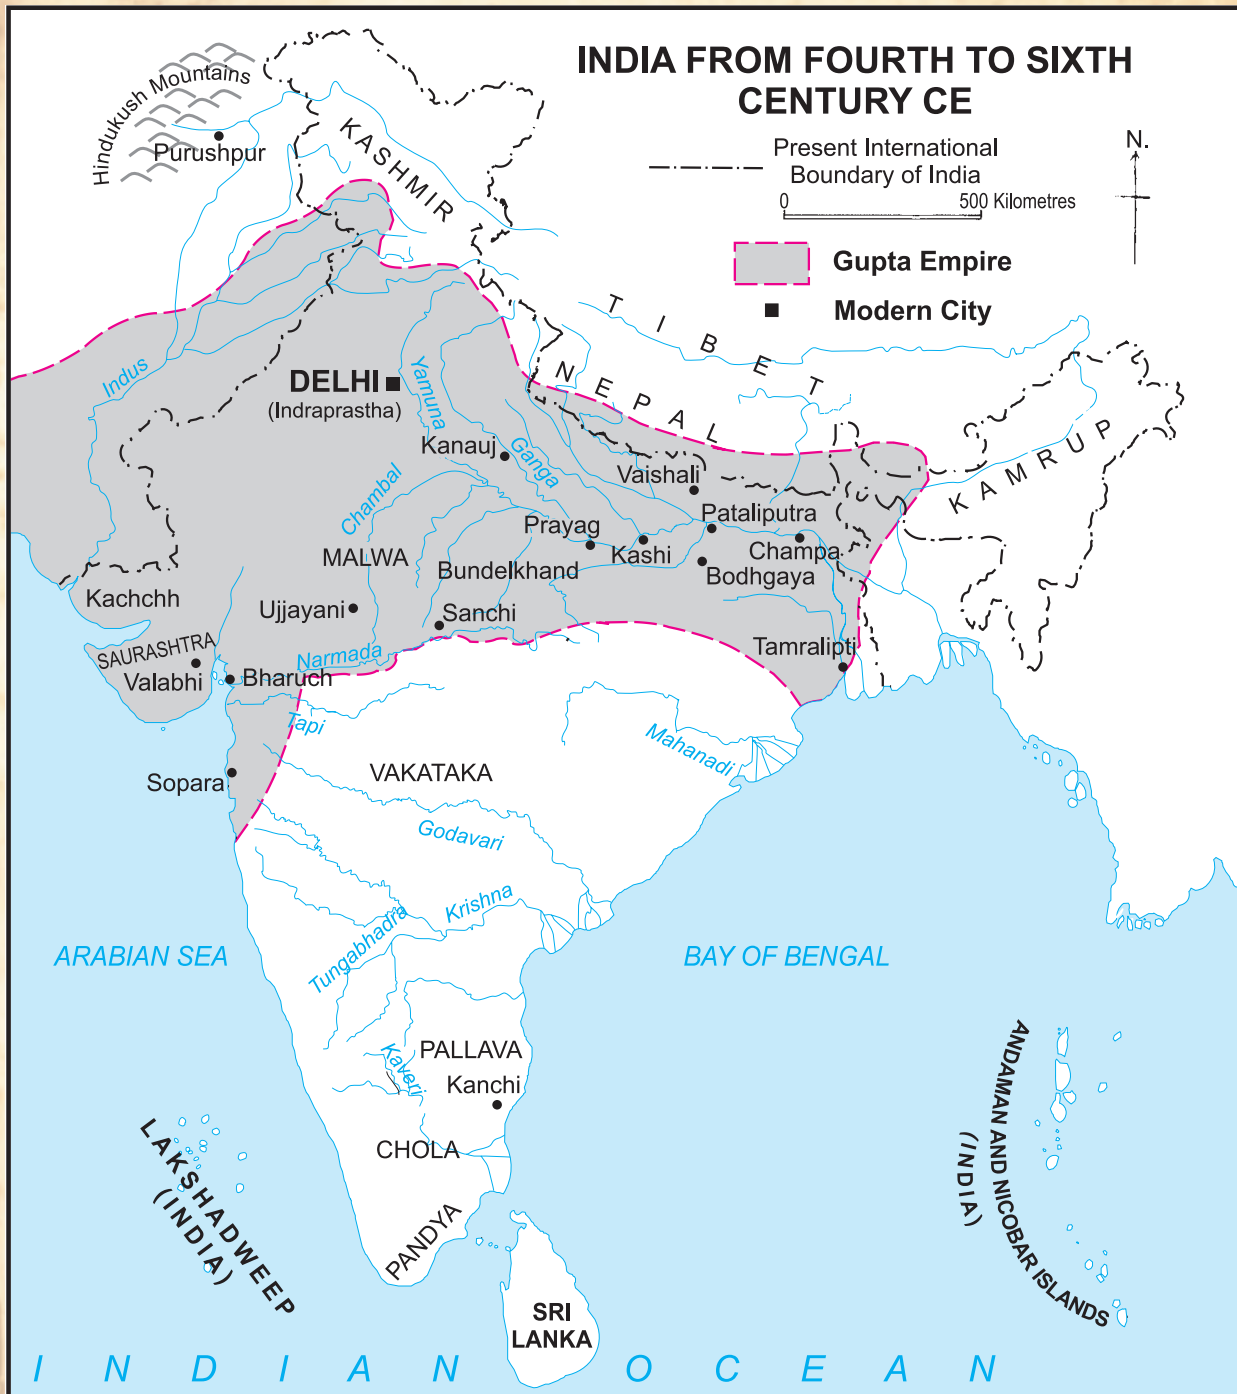 INDIA FROM FOURTH TO SIXTH
CENTURY CE
Present International
Boundary of India
0 500 Kilometres
N.
Gupta Empire
Modern City
Hindukush Mountains
Purushpur
KASHMIR
TIBET
NEPAL
KAMRUP
Indus
DELHI
(Indraprastha)
Yamuna
Kanauj
Ganga
Chambal
Vaishali
Pataliputra
Prayag
Kashi
Champa
MALWA
Bundelkhand
Bodhgaya
Kachchh
Ujjayani
Sanchi
SAURASHTRA
Narmada
Tamralipti
Valabhi
Bharuch
Tapi
Mahanadi
Sopara
VAKATAKA
Godavari
Krishna
Tungabhadra
ARABIAN SEA
BAY OF BENGAL
PALLAVA
Kaveri
Kanchi
CHOLA
PANDYA
LAKSHADWEEP
(INDIA)
ANDAMAN AND NICOBAR ISLANDS
(INDIA)
SRI
LANKA
INDIAN OCEAN